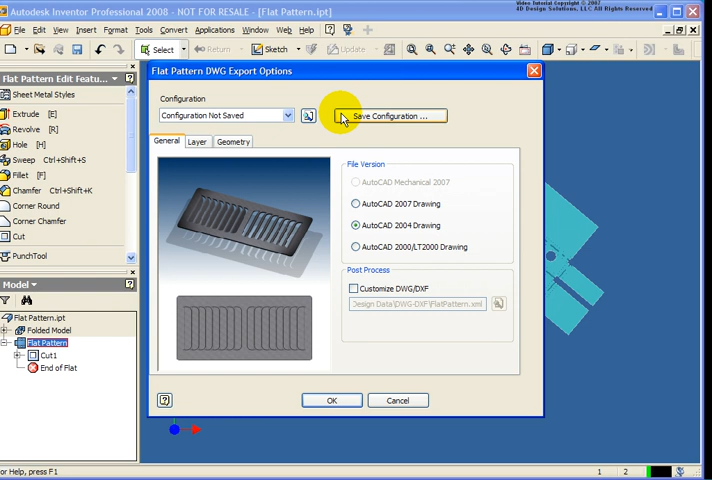 Video Tutorial Copyright © 2007
4D Design Solutions, LLC All Rights Reserved
Autodesk Inventor Professional 2008 - NOT FOR RESALE - [Flat Pattern.ipt]
File Edit View Insert Format Tools Convert Applications Window Web Help
Select Return Sketch Update
Flat Pattern Edit Featu...
Sheet Metal Styles
Extrude [E]
Revolve [R]
Hole [H]
Sweep Ctrl+Shift+S
Fillet [F]
Chamfer Ctrl+Shift+K
Corner Round
Corner Chamfer
Cut
PunchTool
Model
Flat Pattern.ipt
Folded Model
Flat Pattern
Cut1
End of Flat
Flat Pattern DWG Export Options
Configuration
Configuration Not Saved
Save Configuration ...
General Layer Geometry
File Version
AutoCAD Mechanical 2007
AutoCAD 2007 Drawing
AutoCAD 2004 Drawing
AutoCAD 2000/LT2000 Drawing
Post Process
Customize DWG/DXF
Design Data\DWG-DXF\FlatPattern.xml
OK Cancel
or Help, press F1
1 2